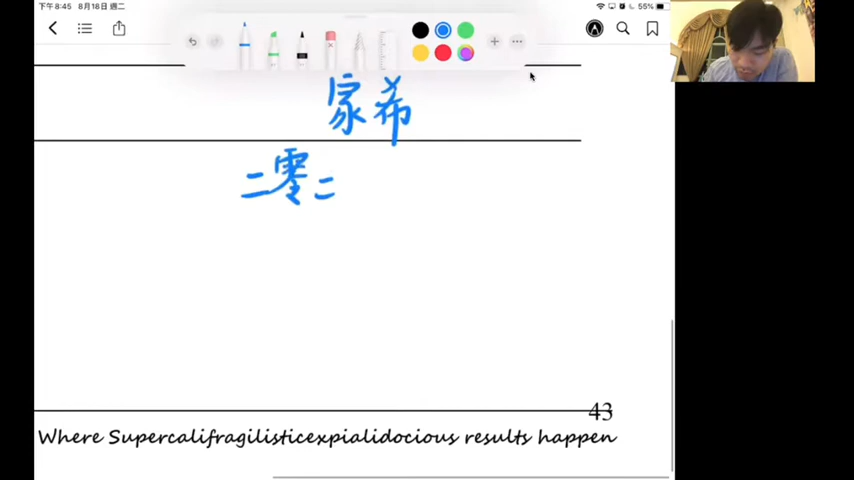 下午8:45 8月18日 週二 55%
家希
二零二
43
Where Supercalifragilisticexpialidocious results happen